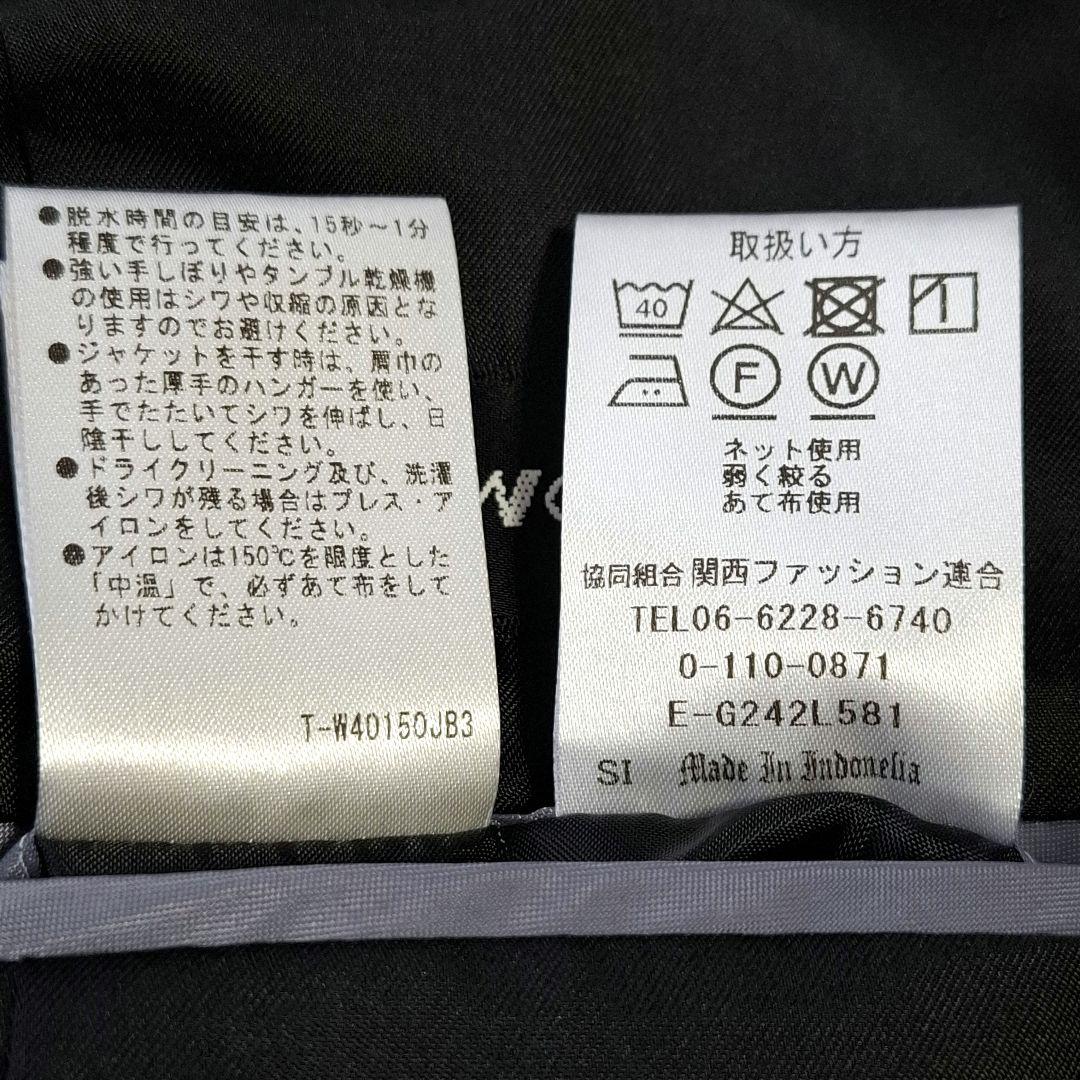 ●脱水時間の目安は、15秒～1分
程度で行ってください。
●強い手しぼりやタンブル乾燥機
の使用はシワや収縮の原因とな
りますのでお避けください。
●ジャケットを干す時は、肩巾の
あった厚手のハンガーを使い、
手でたたいてシワを伸ばし、日
陰干ししてください。
●ドライクリーニング及び、洗濯
後シワが残る場合はプレス・ア
イロンをしてください。
●アイロンは150℃を限度とした
「中温」で、必ずあて布をして
かけてください。
T-W40150JB3
取扱い方
40
F W
ネット使用
弱く絞る
あて布使用
協同組合 関西ファッション連合
TEL06-6228-6740
0-110-0871
E-G242L581
SI Made In Indonesia